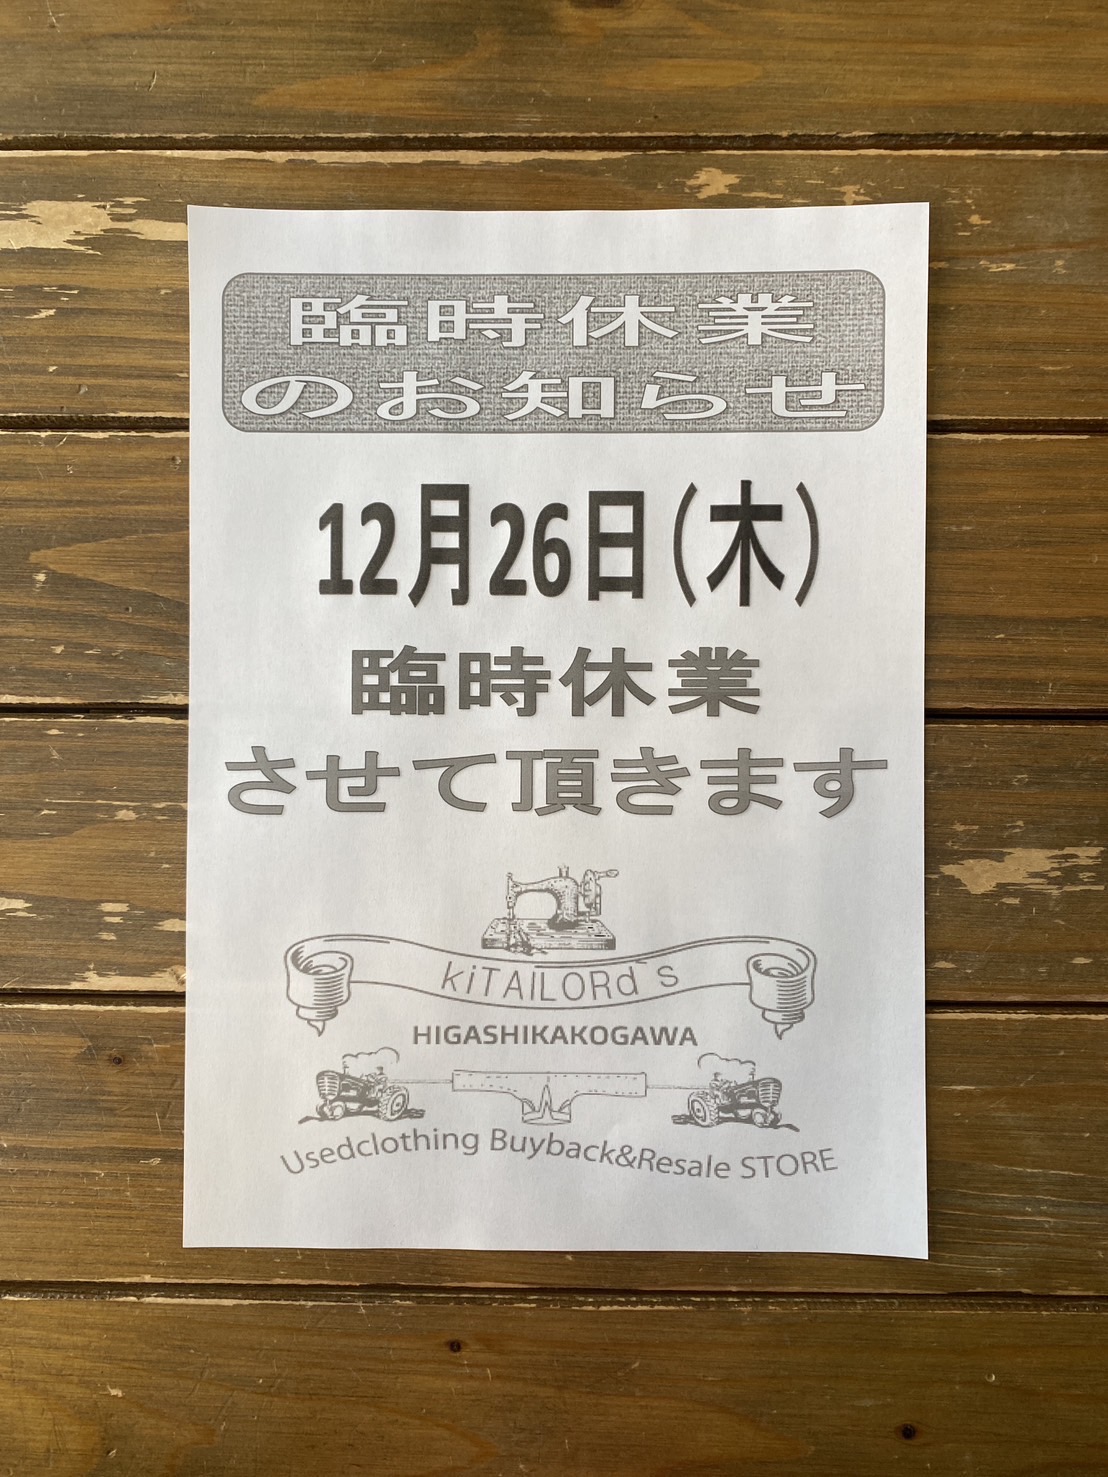 臨時休業
のお知らせ
12月26日(木)
臨時休業
させて頂きます
kiTAILORd`s
HIGASHIKAKOGAWA
Usedclothing Buyback&Resale STORE